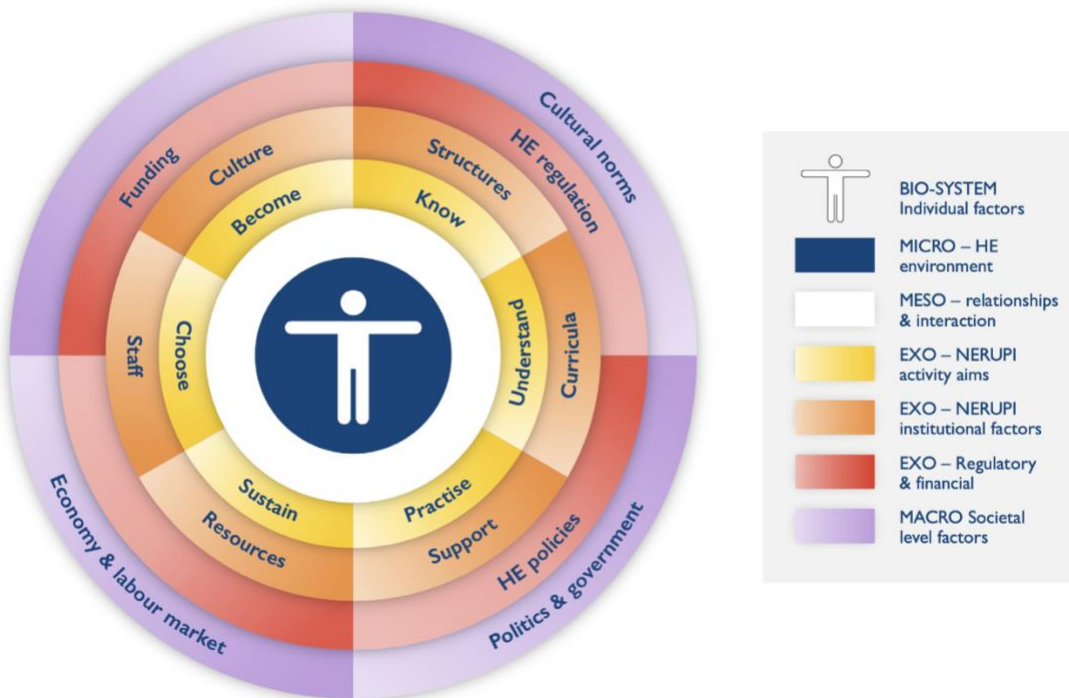 Cultural norms
HE regulation
Funding
Culture
Structures
Become
Know
Staff
Choose
Understand
Curricula
Sustain
Practise
Resources
Support
HE policies
Economy & labour market
Politics & government
BIO-SYSTEM
Individual factors
MICRO – HE
environment
MESO – relationships
& interaction
EXO – NERUPI
activity aims
EXO – NERUPI
institutional factors
EXO – Regulatory
& financial
MACRO Societal
level factors